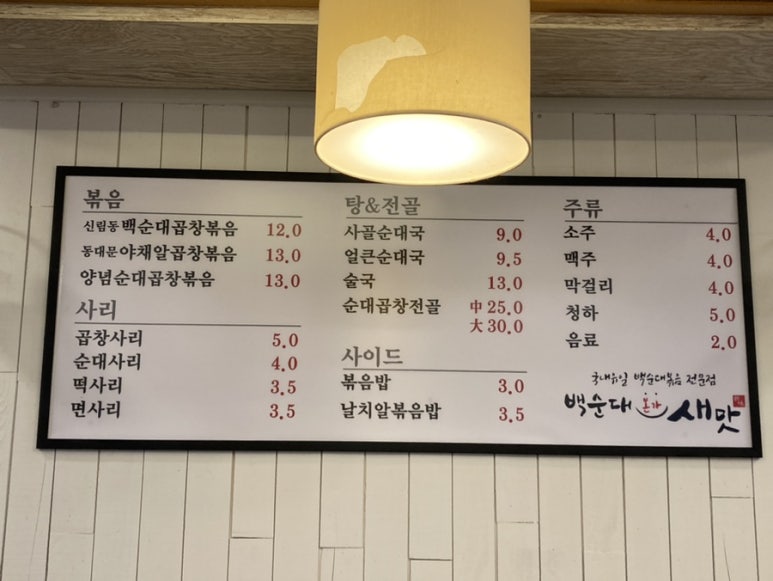 볶음
신림동백순대곱창볶음 12.0
동대문야채알곱창볶음 13.0
양념순대곱창볶음 13.0
사리
곱창사리 5.0
순대사리 4.0
떡사리 3.5
면사리 3.5
탕&전골
사골순대국 9.0
얼큰순대국 9.5
술국 13.0
순대곱창전골 中 25.0
大 30.0
사이드
볶음밥 3.0
날치알볶음밥 3.5
주류
소주 4.0
맥주 4.0
막걸리 4.0
청하 5.0
음료 2.0
국내유일 백순대볶음 전문점
백순대 본가 새맛